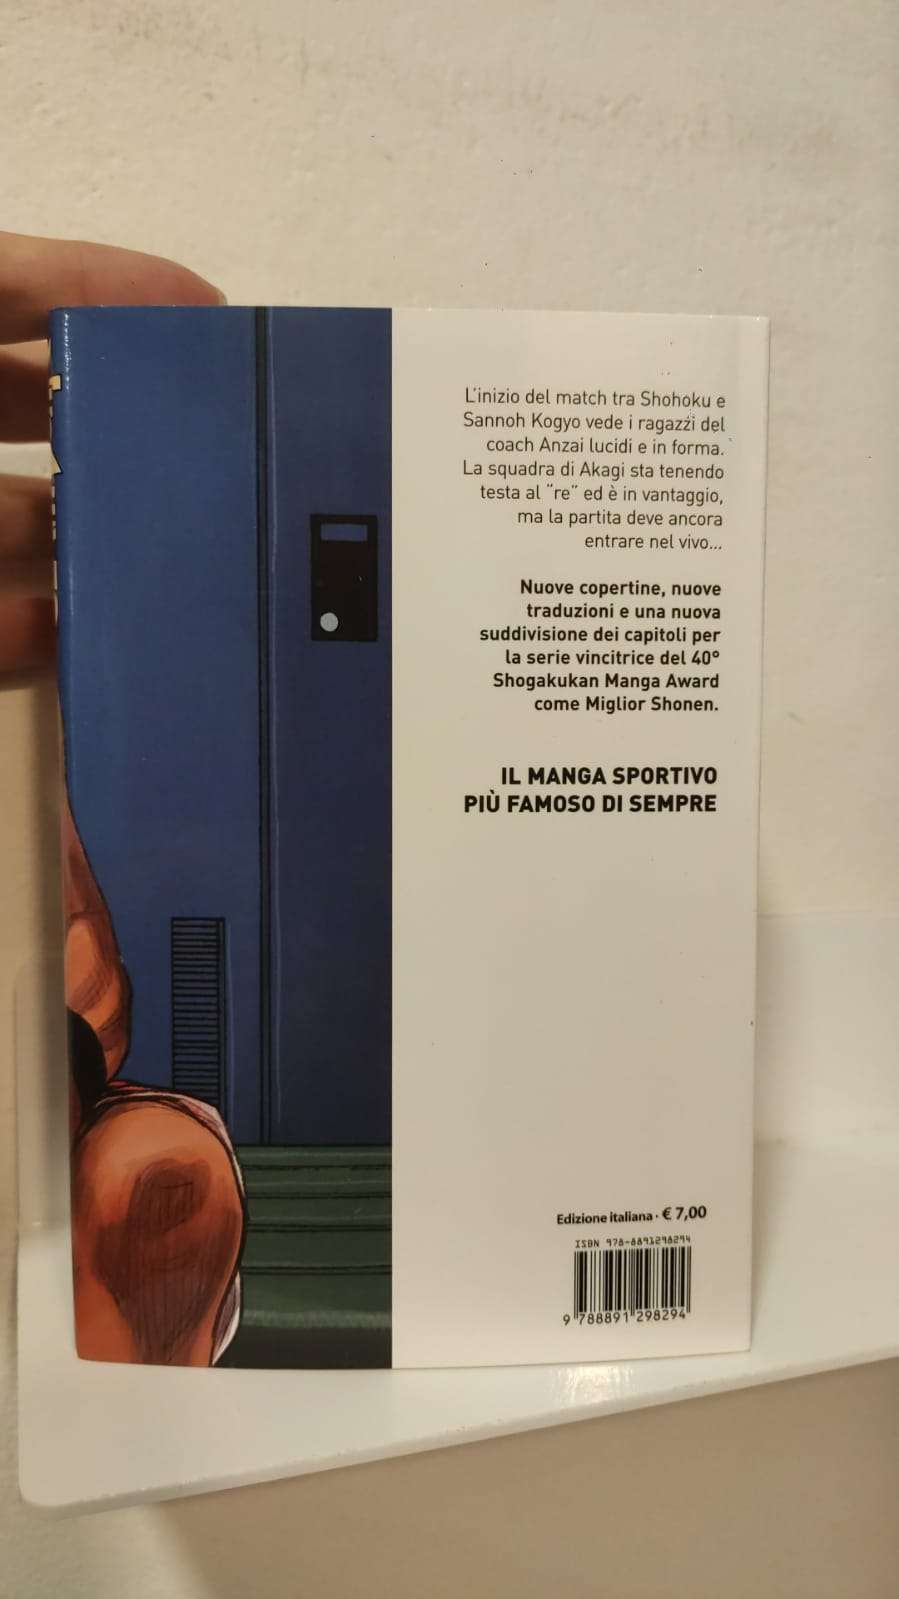 L'inizio del match tra Shohoku e
Sannoh Kogyo vede i ragazzi del
coach Anzai lucidi e in forma.
La squadra di Akagi sta tenendo
testa al "re" ed è in vantaggio,
ma la partita deve ancora
entrare nel vivo...
Nuove copertine, nuove
traduzioni e una nuova
suddivisione dei capitoli per
la serie vincitrice del 40°
Shogakukan Manga Award
come Miglior Shonen.
IL MANGA SPORTIVO
PIÙ FAMOSO DI SEMPRE
Edizione italiana · € 7,00
ISBN 978-8891298294
9 788891 298294